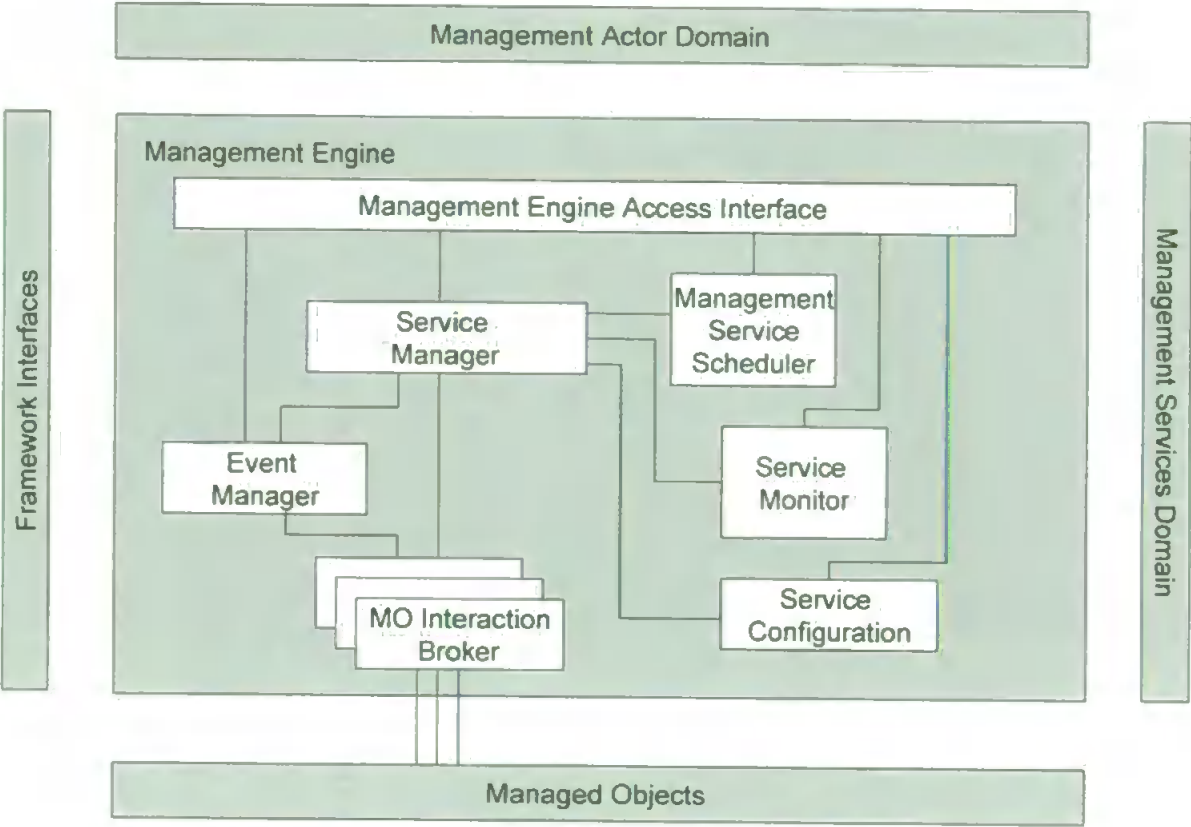 Management Actor Domain
Framework Interfaces
Management Engine
Management Engine Access Interface
Service
Manager
Management
Service
Scheduler
Event
Manager
Service
Monitor
MO Interaction
Broker
Service
Configuration
Management Services Domain
Managed Objects